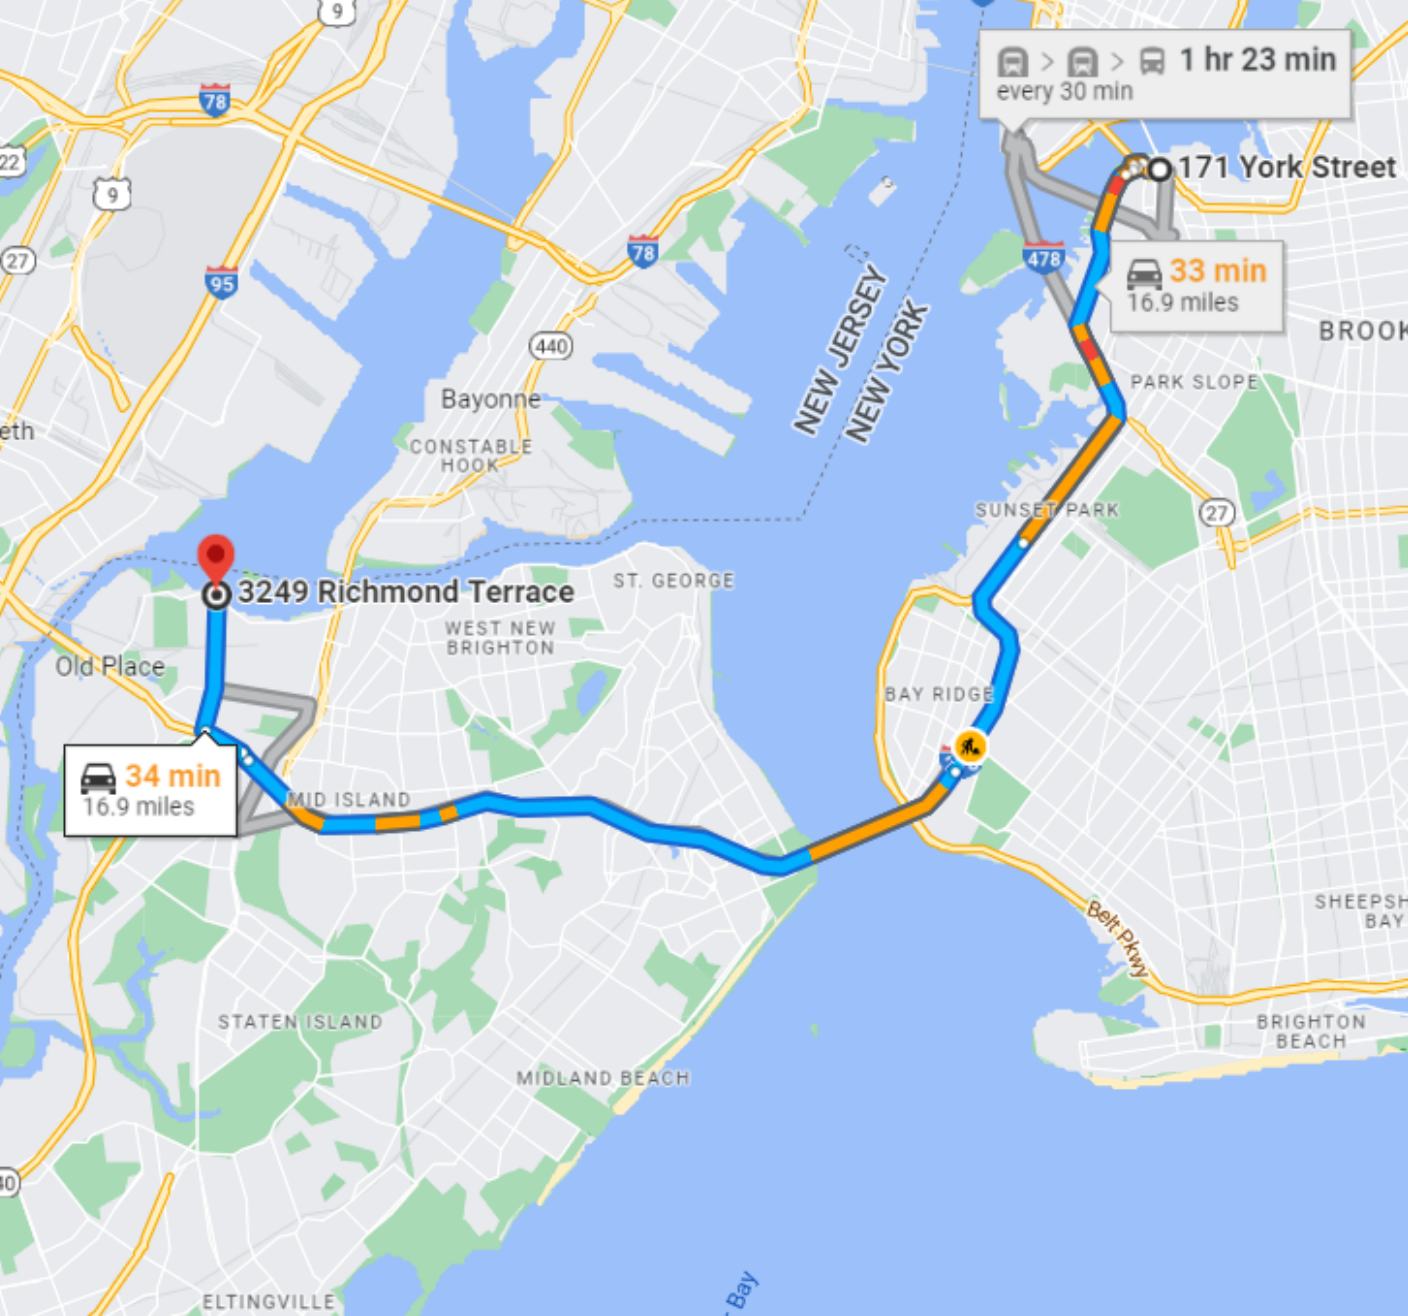 9
78
1 hr 23 min
every 30 min
22
9
171 York Street
27
95
78
478
33 min
16.9 miles
NEW JERSEY
NEW YORK
440
BROOK
PARK SLOPE
Bayonne
eth
CONSTABLE
HOOK
SUNSET PARK
27
3249 Richmond Terrace
ST. GEORGE
WEST NEW
BRIGHTON
Old Place
BAY RIDGE
34 min
16.9 miles
MID ISLAND
SHEEPSH
BAY
Belt Pkwy
STATEN ISLAND
BRIGHTON
BEACH
MIDLAND BEACH
40
Bay
ELTINGVILLE